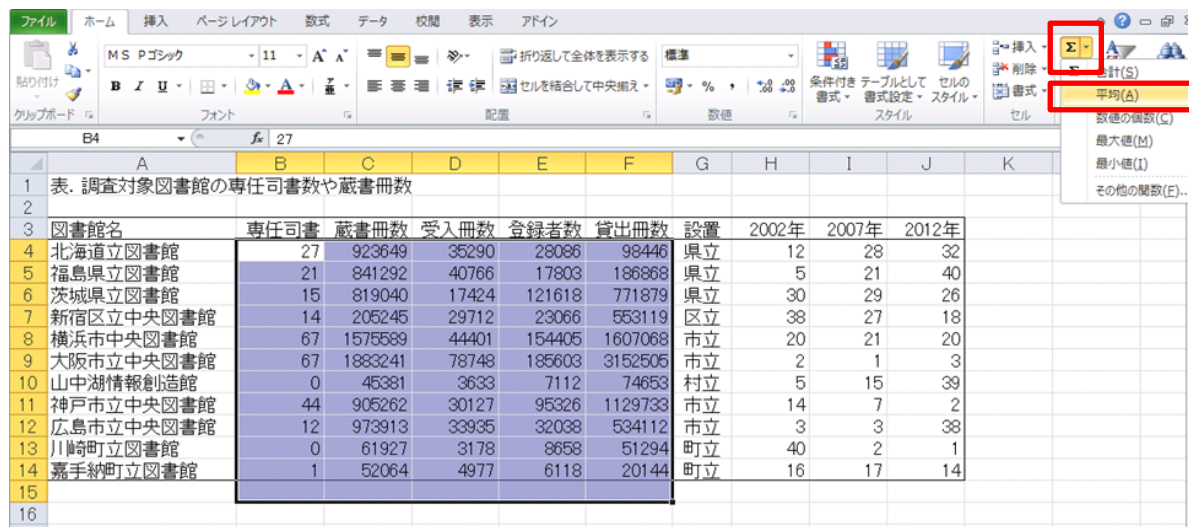 ファイル ホーム 挿入 ページレイアウト 数式 データ 校閲 表示 アドイン
貼り付け
クリップボード
MS Pゴシック 11 A A
B I U A
フォント
折り返して全体を表示する
セルを結合して中央揃え
配置
標準
% , .0 .00 .00 .0
数値
条件付き書式 テーブルとして書式設定 セルのスタイル
スタイル
挿入
削除
書式
セル
Σ
Σ 合計(S)
平均(A)
数値の個数(C)
最大値(M)
最小値(I)
その他の関数(F)...
B4 fx 27
A B C D E F G H I J K
1 表. 調査対象図書館の専任司書数や蔵書冊数
2
3 図書館名 専任司書 蔵書冊数 受入冊数 登録者数 貸出冊数 設置 2002年 2007年 2012年
4 北海道立図書館 27 923649 35290 28086 98446 県立 12 28 32
5 福島県立図書館 21 841292 40766 17803 186868 県立 5 21 40
6 茨城県立図書館 15 819040 17424 121618 771879 県立 30 29 26
7 新宿区立中央図書館 14 205245 29712 23066 553119 区立 38 27 18
8 横浜市中央図書館 67 1575589 44401 154405 1607068 市立 20 21 20
9 大阪市立中央図書館 67 1883241 78748 185603 3152505 市立 2 1 3
10 山中湖情報創造館 0 45381 3633 7112 74653 村立 5 15 39
11 神戸市立中央図書館 44 905262 30127 95326 1129733 市立 14 7 2
12 広島市立中央図書館 12 973913 33935 32038 534112 市立 3 3 38
13 川崎町立図書館 0 61927 3178 8658 51294 町立 40 2 1
14 嘉手納町立図書館 1 52064 4977 6118 20144 町立 16 17 14
15
16